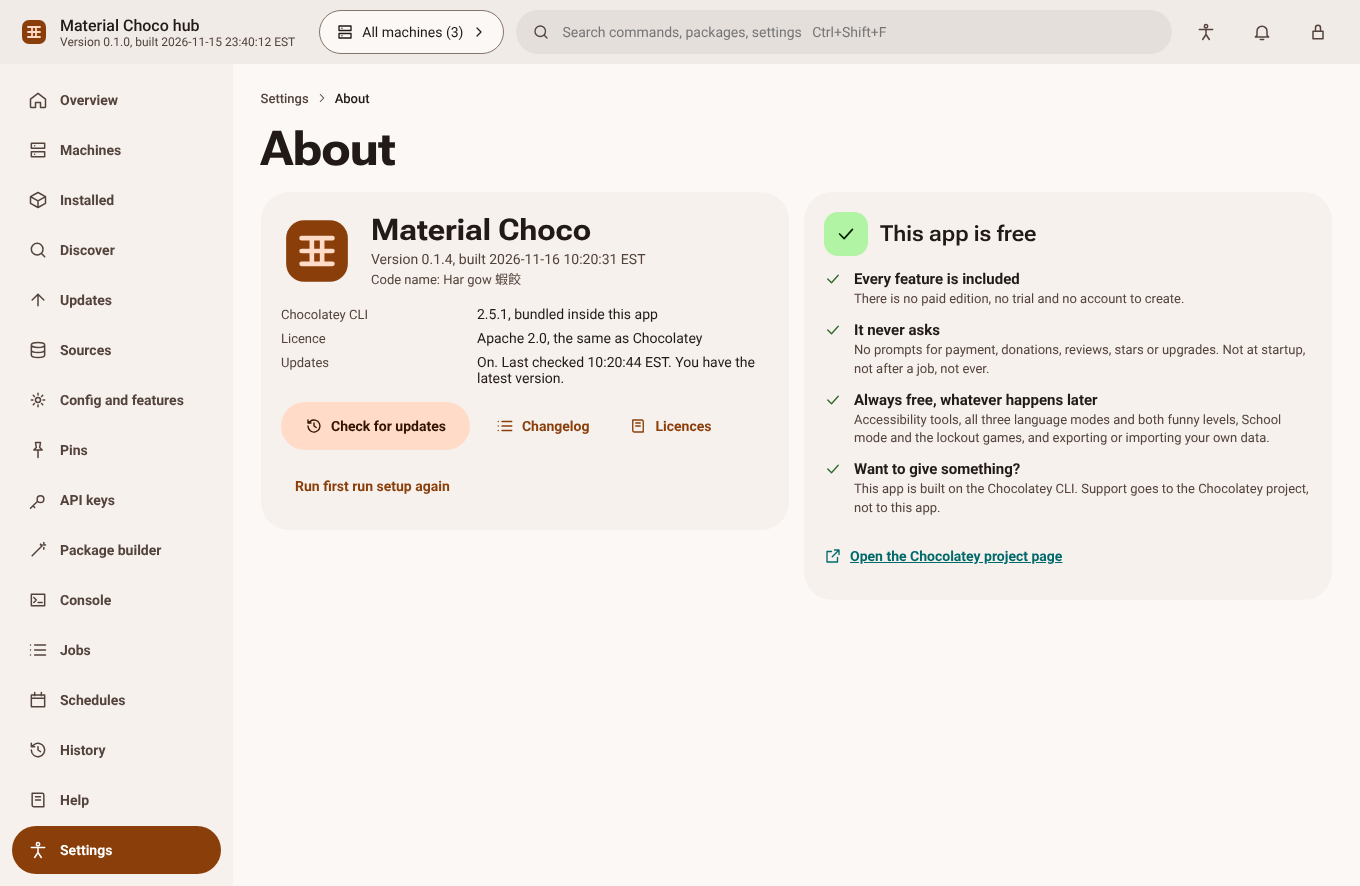 Material Choco hub
Version 0.1.0, built 2026-11-15 23:40:12 EST
All machines (3)
Search commands, packages, settings Ctrl+Shift+F
Overview
Machines
Installed
Discover
Updates
Sources
Config and features
Pins
API keys
Package builder
Console
Jobs
Schedules
History
Help
Settings
Settings
About
About
Material Choco
Version 0.1.4, built 2026-11-16 10:20:31 EST
Code name: Har gow 蝦餃
Chocolatey CLI
2.5.1, bundled inside this app
Licence
Apache 2.0, the same as Chocolatey
Updates
On. Last checked 10:20:44 EST. You have the
latest version.
Check for updates
Changelog
Licences
Run first run setup again
This app is free
Every feature is included
There is no paid edition, no trial and no account to create.
It never asks
No prompts for payment, donations, reviews, stars or upgrades. Not at startup,
not after a job, not ever.
Always free, whatever happens later
Accessibility tools, all three language modes and both funny levels, School
mode and the lockout games, and exporting or importing your own data.
Want to give something?
This app is built on the Chocolatey CLI. Support goes to the Chocolatey project,
not to this app.
Open the Chocolatey project page